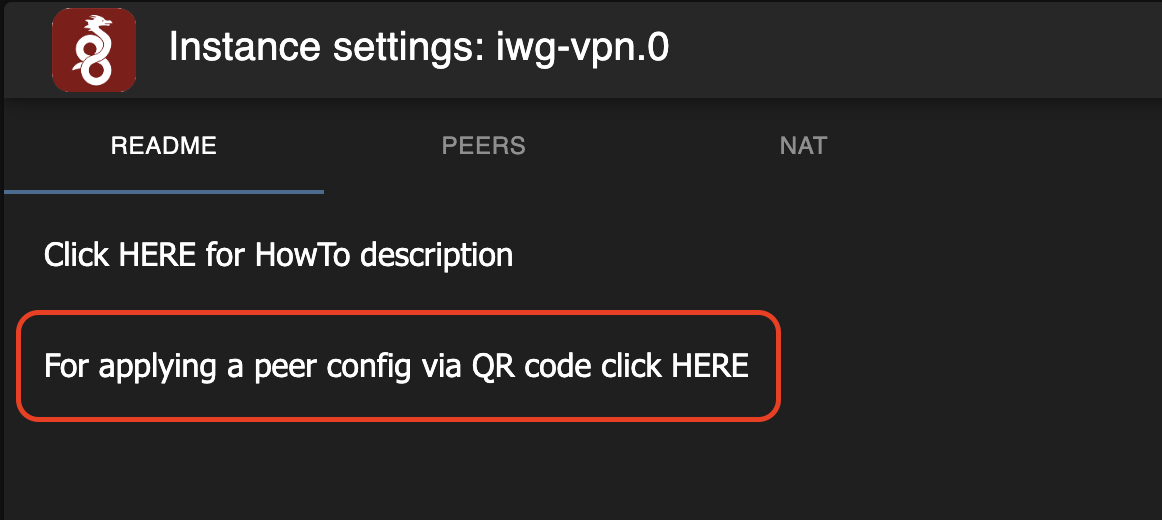 Instance settings: iwg-vpn.0
README PEERS NAT
Click HERE for HowTo description
For applying a peer config via QR code click HERE